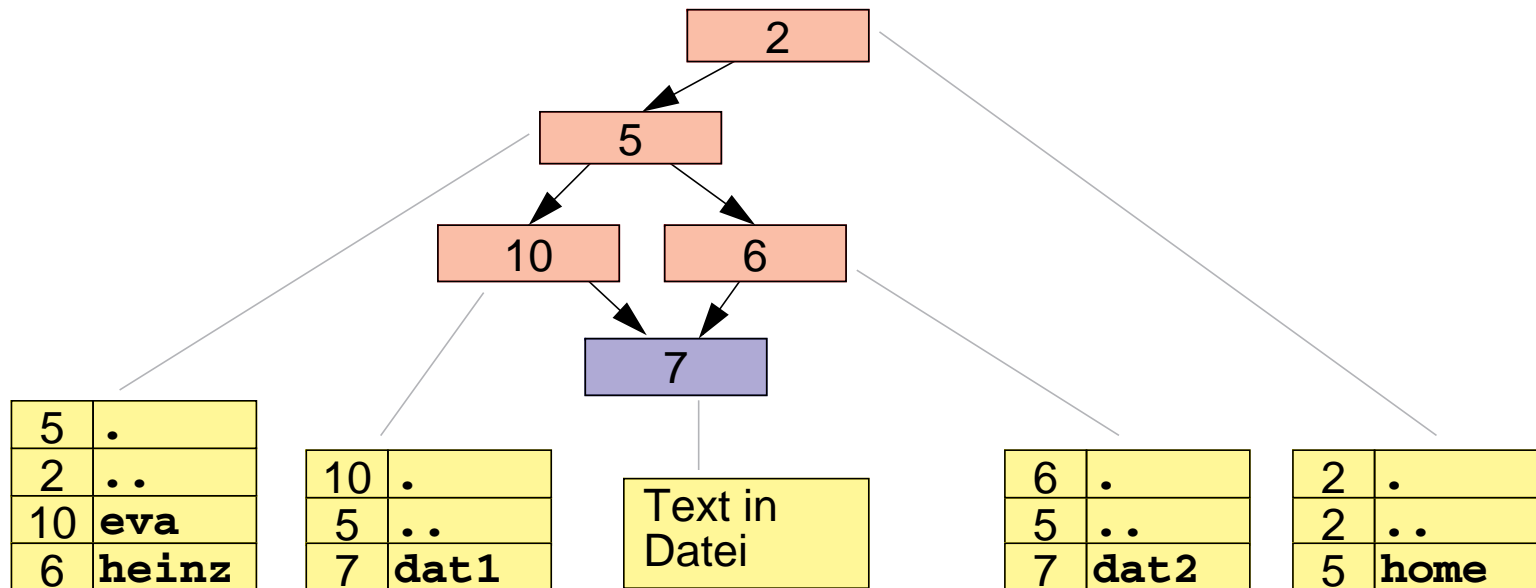 2
5
10
6
7
5 .
2 ..
10 eva
6 heinz
10 .
5 ..
7 dat1
Text in
Datei
6 .
5 ..
7 dat2
2 .
2 ..
5 home